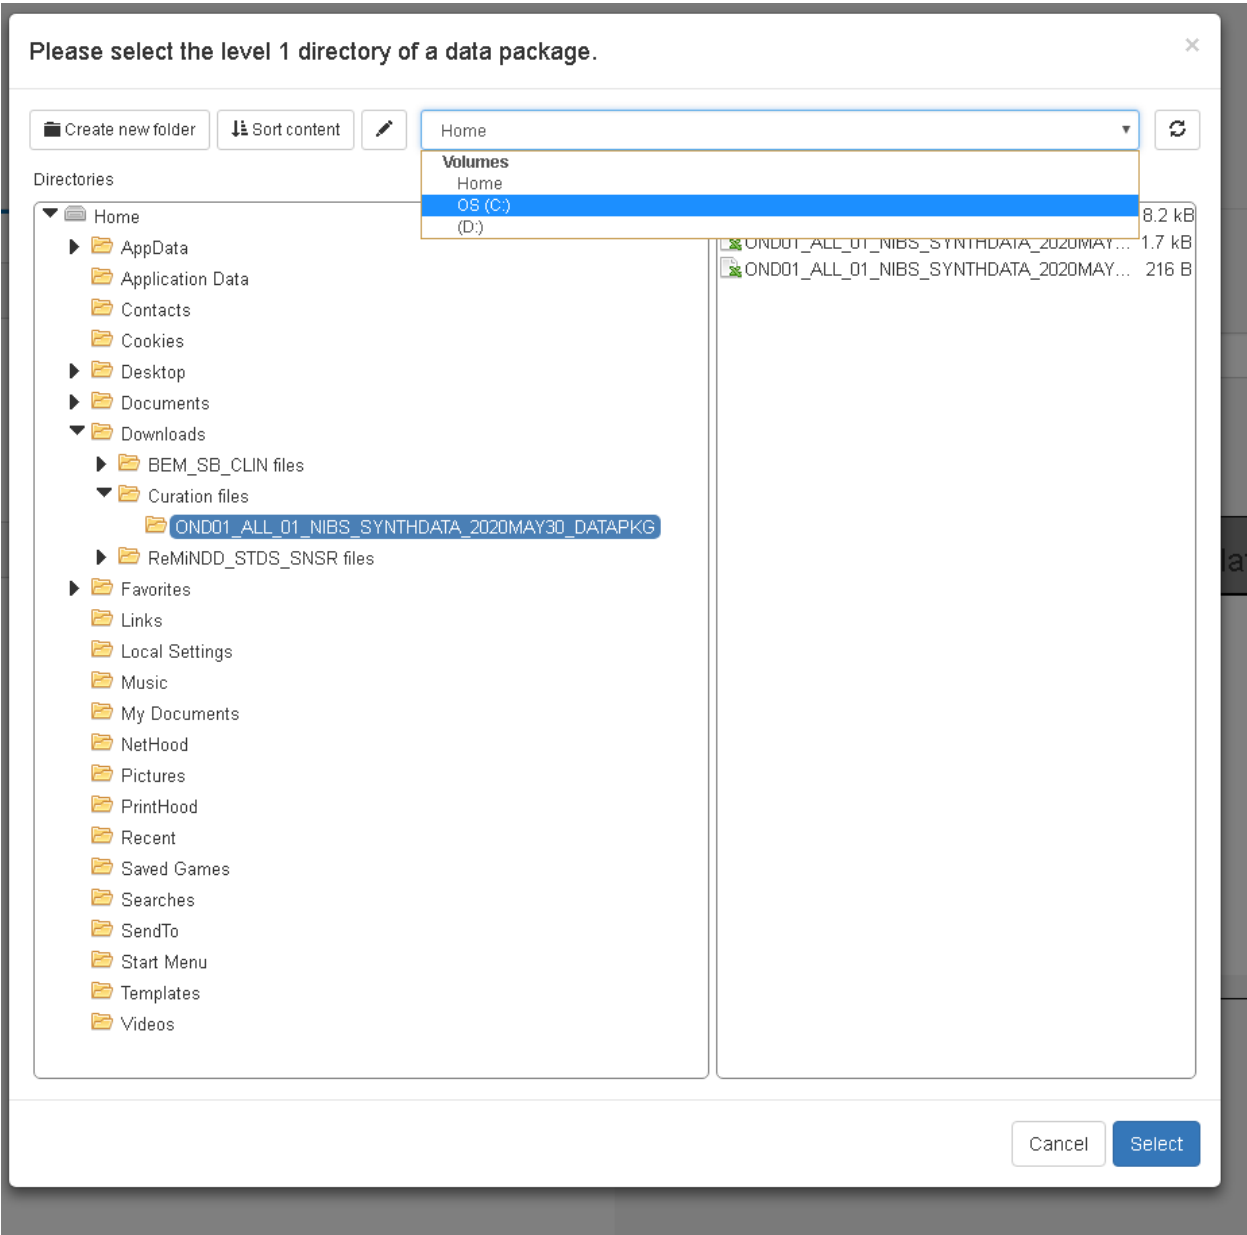 Please select the level 1 directory of a data package.
×
Create new folder
Sort content
Home
Volumes
Home
OS (C:)
(D:)
Directories
Home
AppData
Application Data
Contacts
Cookies
Desktop
Documents
Downloads
BEM_SB_CLIN files
Curation files
OND01_ALL_01_NIBS_SYNTHDATA_2020MAY30_DATAPKG
ReMiNDD_STDS_SNSR files
Favorites
Links
Local Settings
Music
My Documents
NetHood
Pictures
PrintHood
Recent
Saved Games
Searches
SendTo
Start Menu
Templates
Videos
8.2 kB
OND01_ALL_01_NIBS_SYNTHDATA_2020MAY... 1.7 kB
OND01_ALL_01_NIBS_SYNTHDATA_2020MAY... 216 B
Cancel
Select